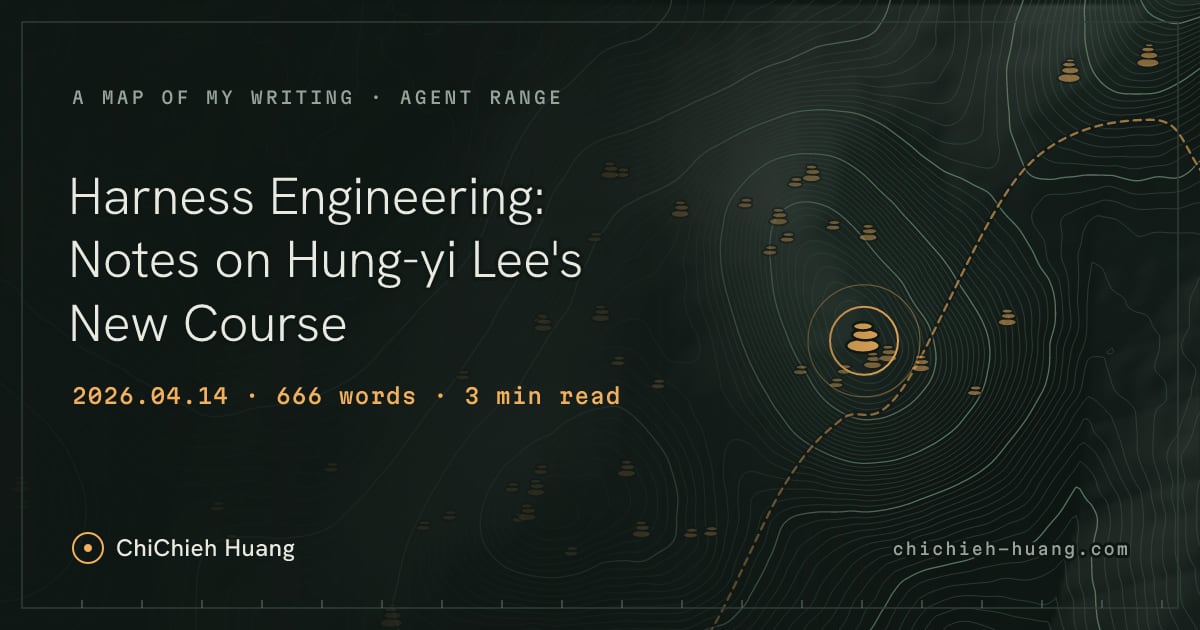 A MAP OF MY WRITING · AGENT RANGE
Harness Engineering:
Notes on Hung-yi Lee's
New Course
2026.04.14 · 666 words · 3 min read
ChiChieh Huang
chichieh-huang.com